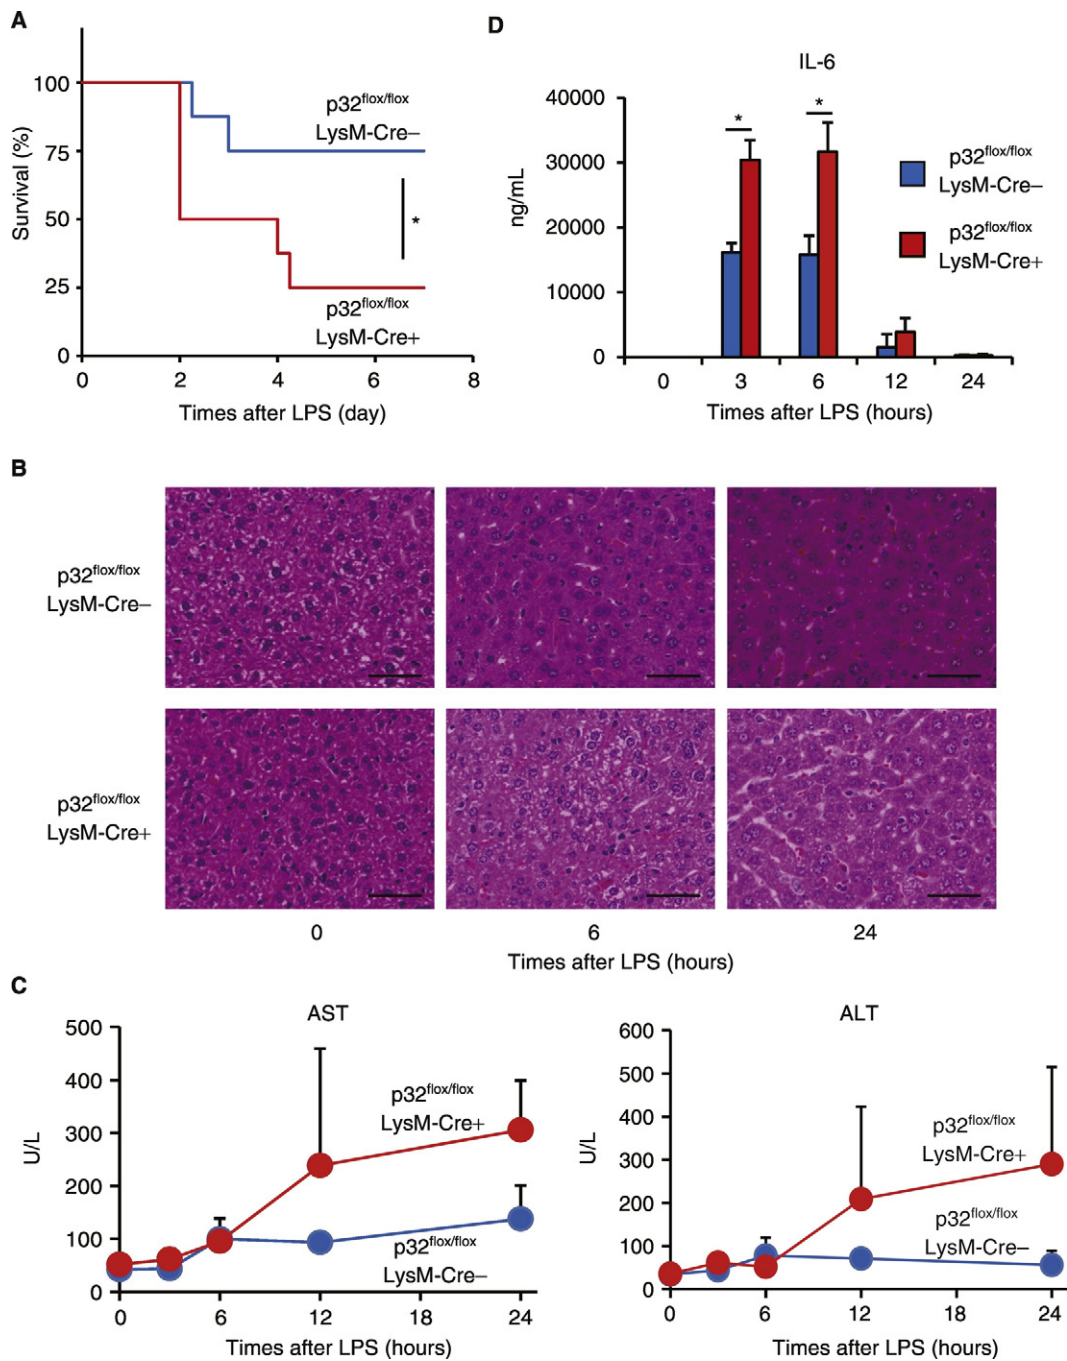 A
100
75
50
25
0
Survival (%)
p32flox/flox
LysM-Cre–
*
p32flox/flox
LysM-Cre+
0 2 4 6 8
Times after LPS (day)
D
IL-6
40000
30000
20000
10000
0
ng/mL
* *
p32flox/flox
LysM-Cre–
p32flox/flox
LysM-Cre+
0 3 6 12 24
Times after LPS (hours)
B
p32flox/flox
LysM-Cre–
p32flox/flox
LysM-Cre+
0 6 24
Times after LPS (hours)
C
AST
500
400
300
200
100
0
U/L
p32flox/flox
LysM-Cre+
p32flox/flox
LysM-Cre–
0 6 12 18 24
Times after LPS (hours)
ALT
600
500
400
300
200
100
0
U/L
p32flox/flox
LysM-Cre+
p32flox/flox
LysM-Cre–
0 6 12 18 24
Times after LPS (hours)